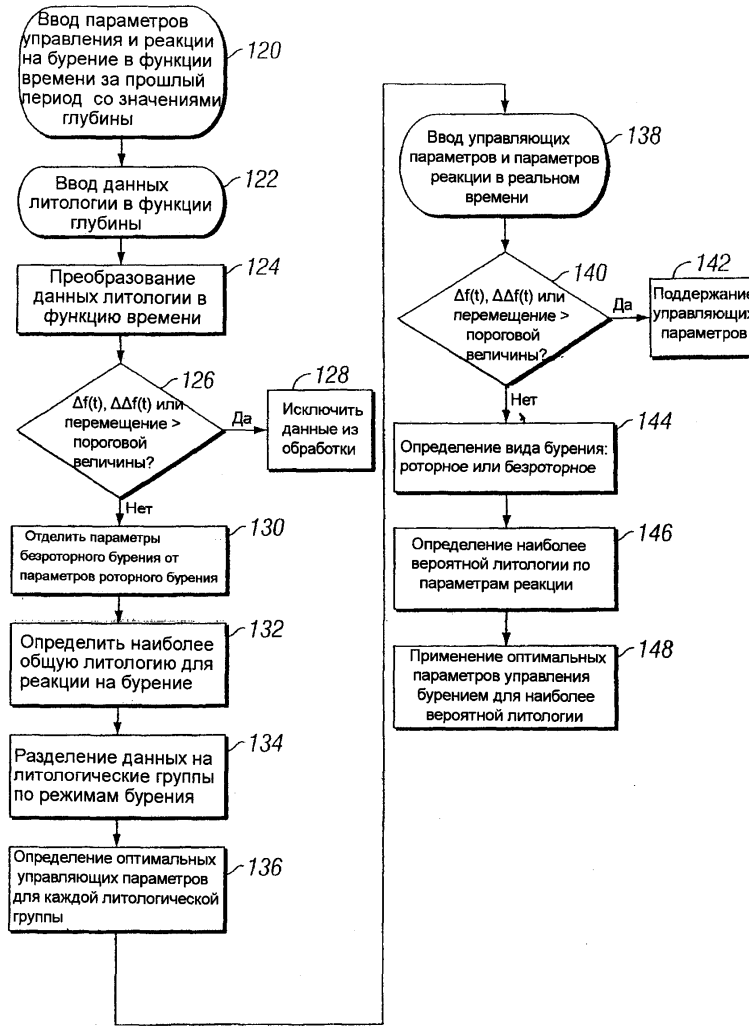 Ввод параметров
управления и реакции
на бурение в функции
времени за прошлый
период со значениями
глубины
120
Ввод данных
литологии в функции
глубины
122
Преобразование
данных литологии в
функцию времени
124
Δf(t), ΔΔf(t) или
перемещение >
пороговой
величины?
126
Да
Исключить
данные из
обработки
128
Нет
Отделить параметры
безроторного бурения от
параметров роторного бурения
130
Определить наиболее
общую литологию для
реакции на бурение
132
Разделение данных на
литологические группы
по режимам бурения
134
Определение оптимальных
управляющих параметров
для каждой литологической
группы
136
Ввод управляющих
параметров и параметров
реакции в реальном
времени
138
Δf(t), ΔΔf(t) или
перемещение >
пороговой
величины?
140
Да
Поддержание
управляющих
параметров
142
Нет
Определение вида бурения:
роторное или безроторное
144
Определение наиболее
вероятной литологии по
параметрам реакции
146
Применение оптимальных
параметров управления
бурением для наиболее
вероятной литологии
148